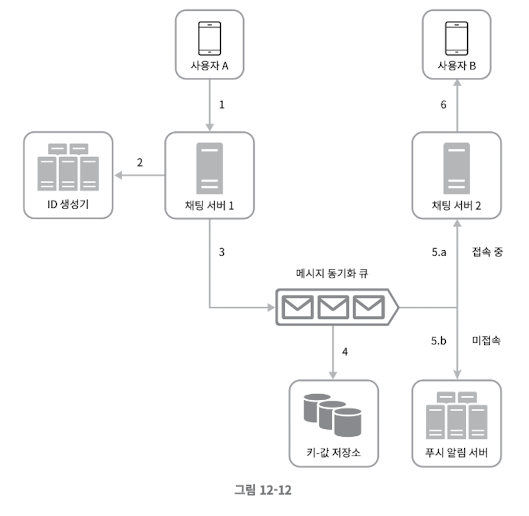 사용자 A
사용자 B
1
6
2
ID 생성기
채팅 서버 1
채팅 서버 2
3
5.a
접속 중
메시지 동기화 큐
5.b
미접속
4
키-값 저장소
푸시 알림 서버
그림 12-12